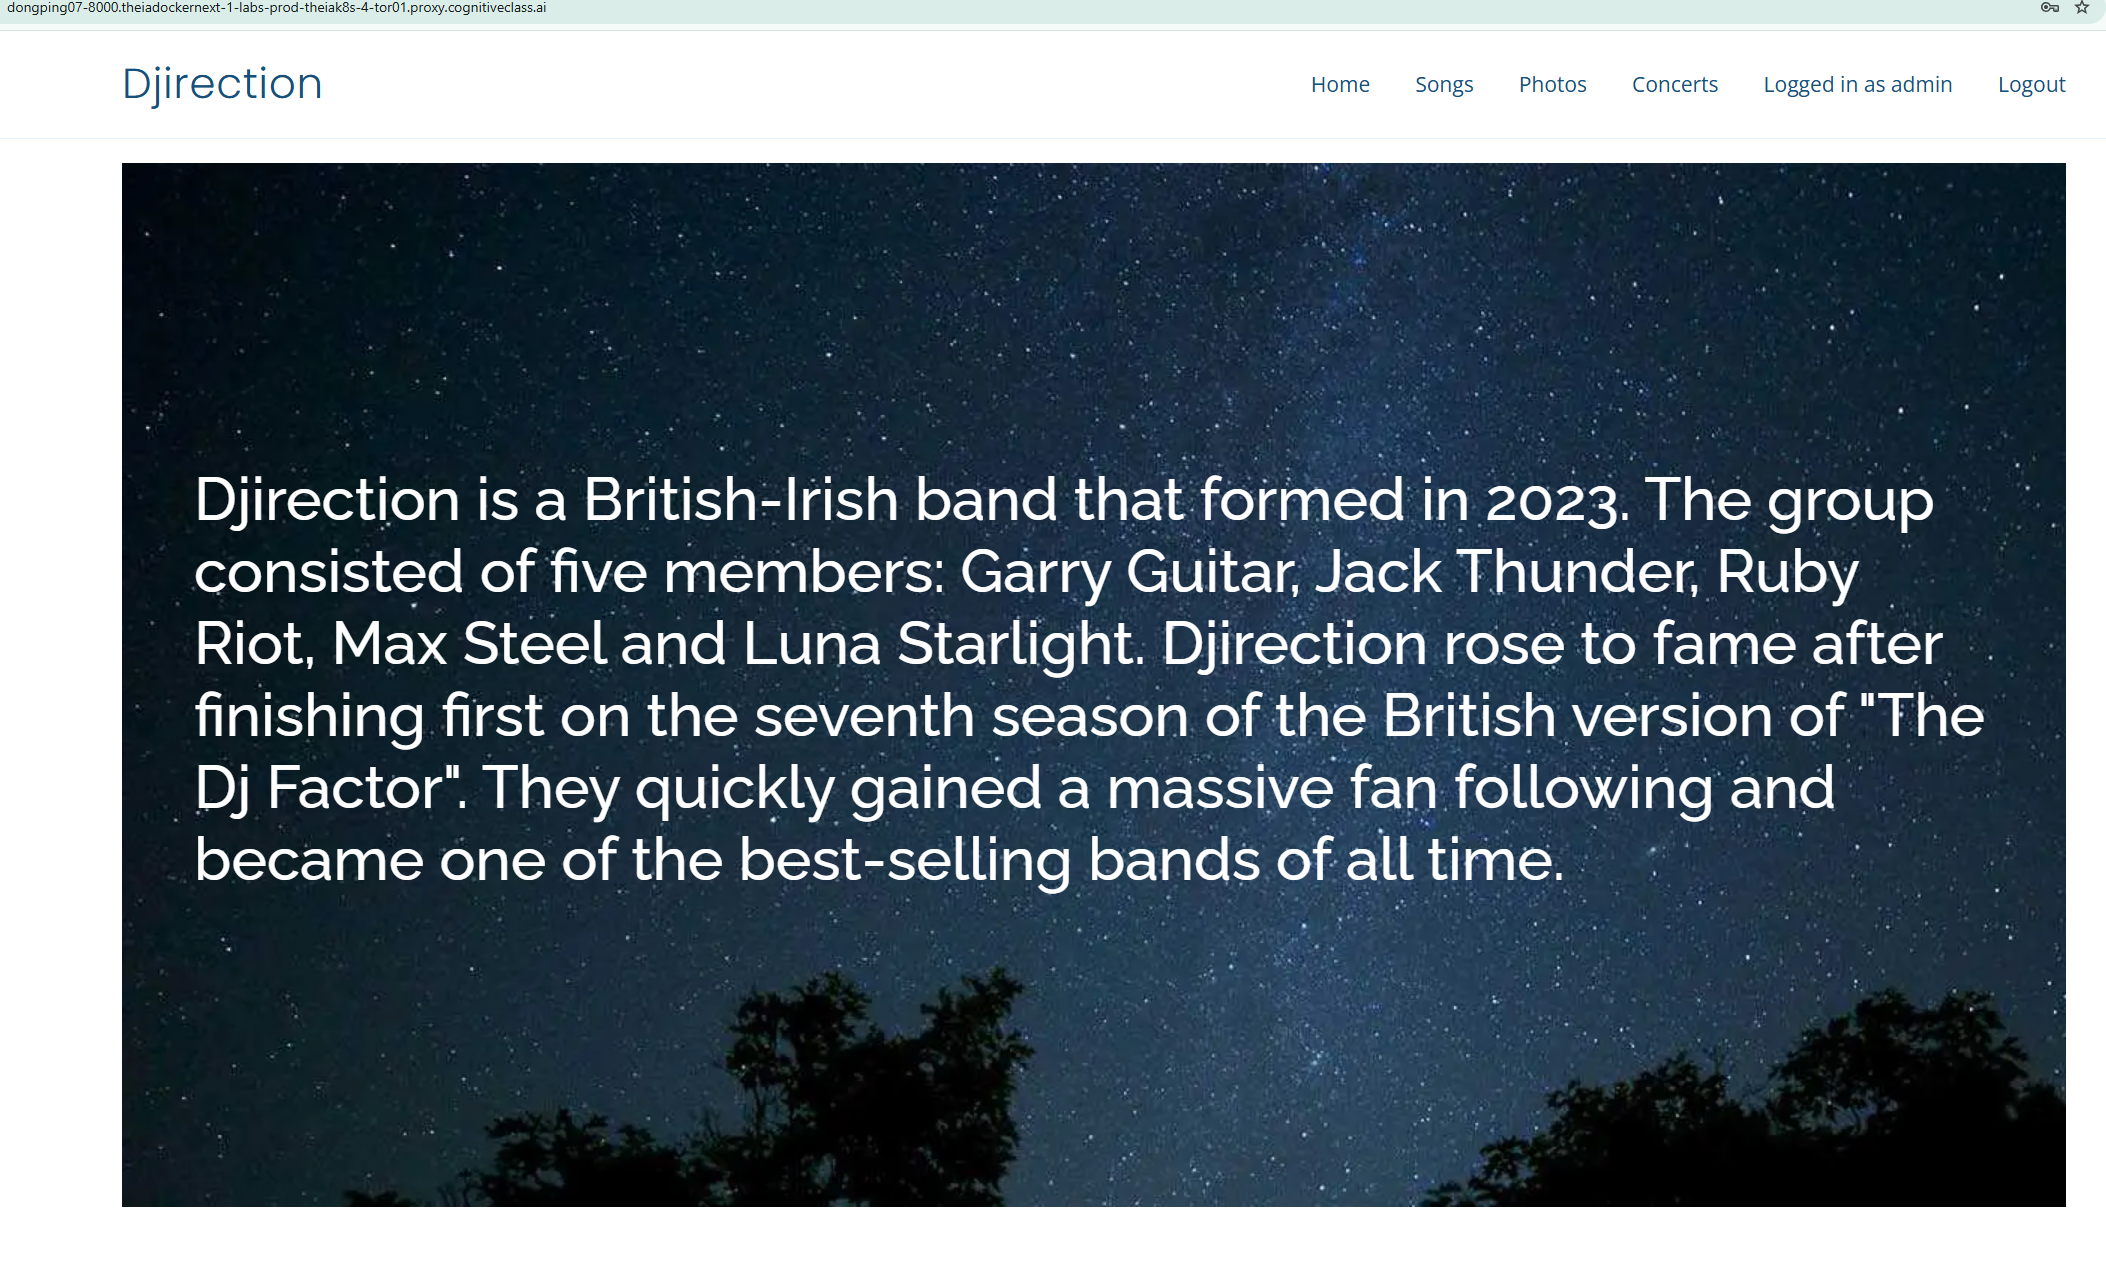 dongping07-8000.theiadockernext-1-labs-prod-theiak8s-4-tor01.proxy.cognitiveclass.ai
Djirection
Home Songs Photos Concerts Logged in as admin Logout
Djirection is a British-Irish band that formed in 2023. The group
consisted of five members: Garry Guitar, Jack Thunder, Ruby
Riot, Max Steel and Luna Starlight. Djirection rose to fame after
finishing first on the seventh season of the British version of "The
Dj Factor". They quickly gained a massive fan following and
became one of the best-selling bands of all time.